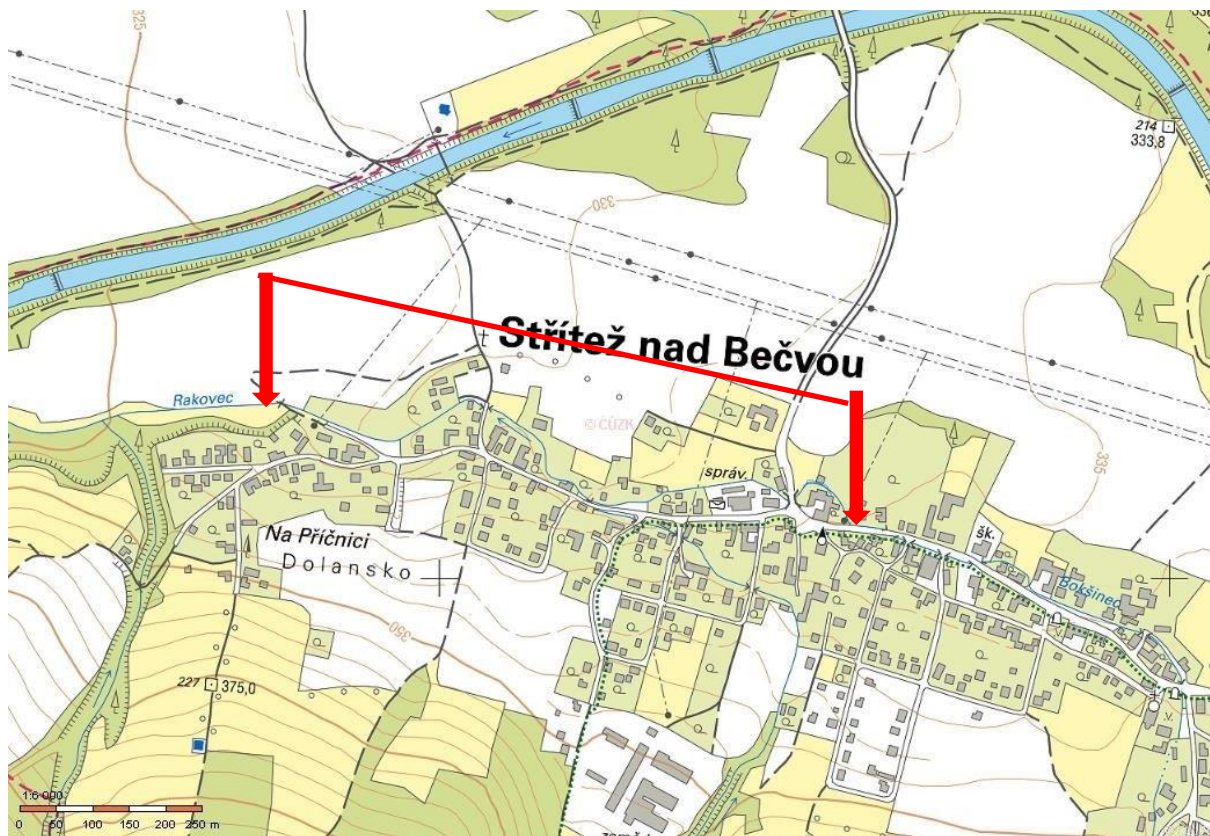 325
214
333,8
330
Střítež nad Bečvou
Rakovec
© ČÚZK
335
správ.
šk.
Na Příčnici
Dolansko
Bokšinec
350
227
375,0
v.
v.
1:6 000
0 50 100 150 200 250 m